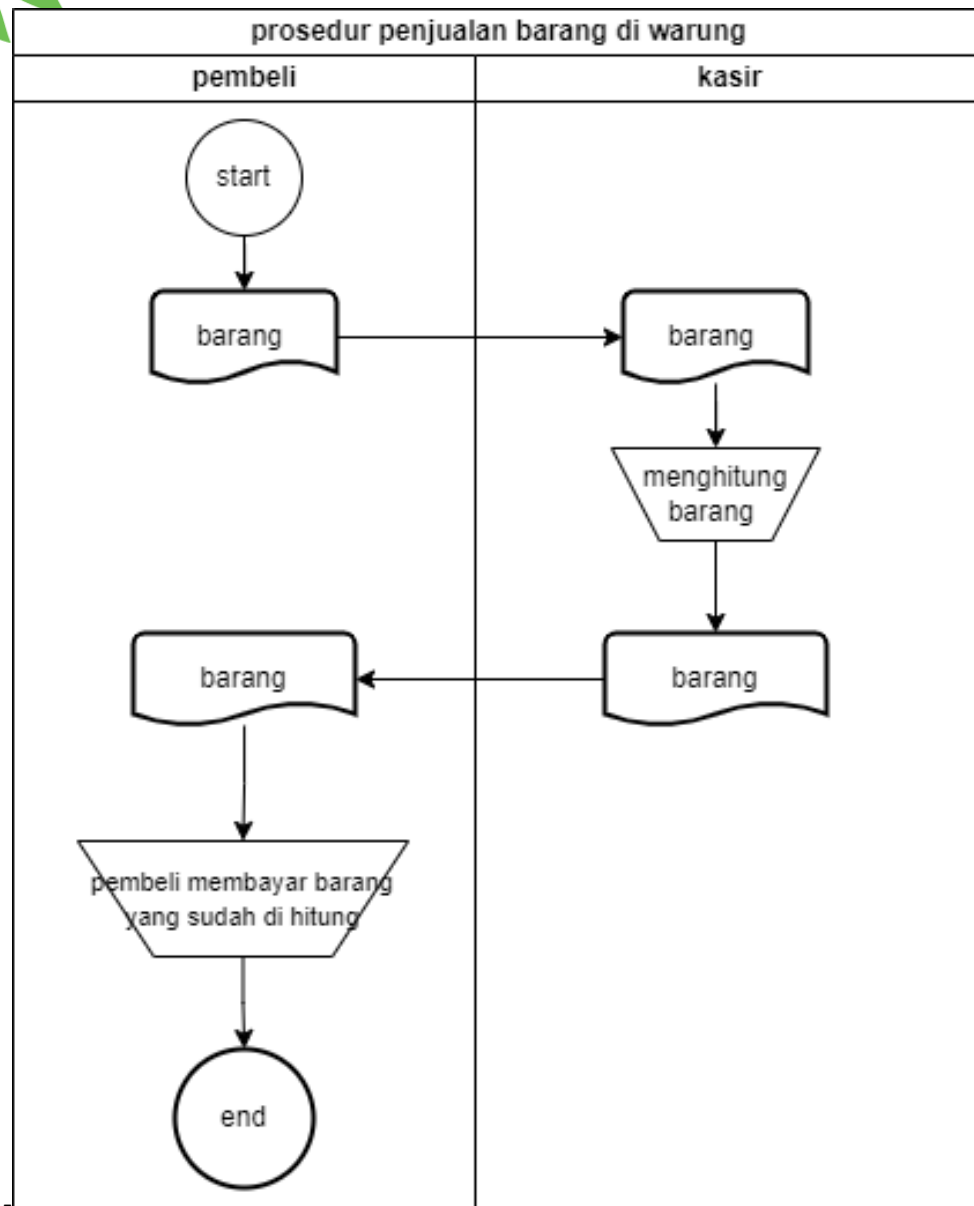 prosedur penjualan barang di warung
pembeli
kasir
start
barang
barang
menghitung
barang
barang
barang
pembeli membayar barang
yang sudah di hitung
end